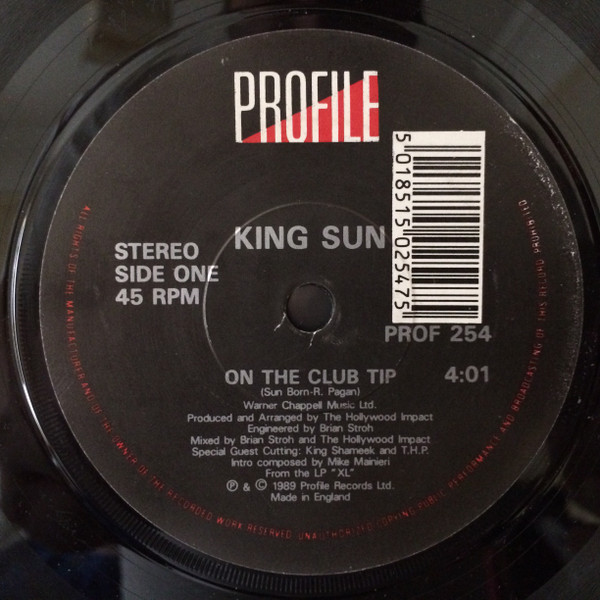 PROFILE
5 018515 025475
KING SUN
STEREO
SIDE ONE
45 RPM
PROF 254
ON THE CLUB TIP 4:01
(Sun Born-R. Pagan)
Warner Chappell Music Ltd.
Produced and Arranged by The Hollywood Impact
Engineered by Brian Stroh
Mixed by Brian Stroh and The Hollywood Impact
Special Guest Cutting: King Shameek and T.H.P.
Intro composed by Mike Mainieri
From the LP "XL"
℗ & © 1989 Profile Records Ltd.
Made in England
ALL RIGHTS OF THE MANUFACTURER AND OF THE OWNER OF THE RECORDED WORK RESERVED. UNAUTHORIZED COPYING PUBLIC PERFORMANCE AND BROADCASTING OF THIS RECORD PROHIBITED